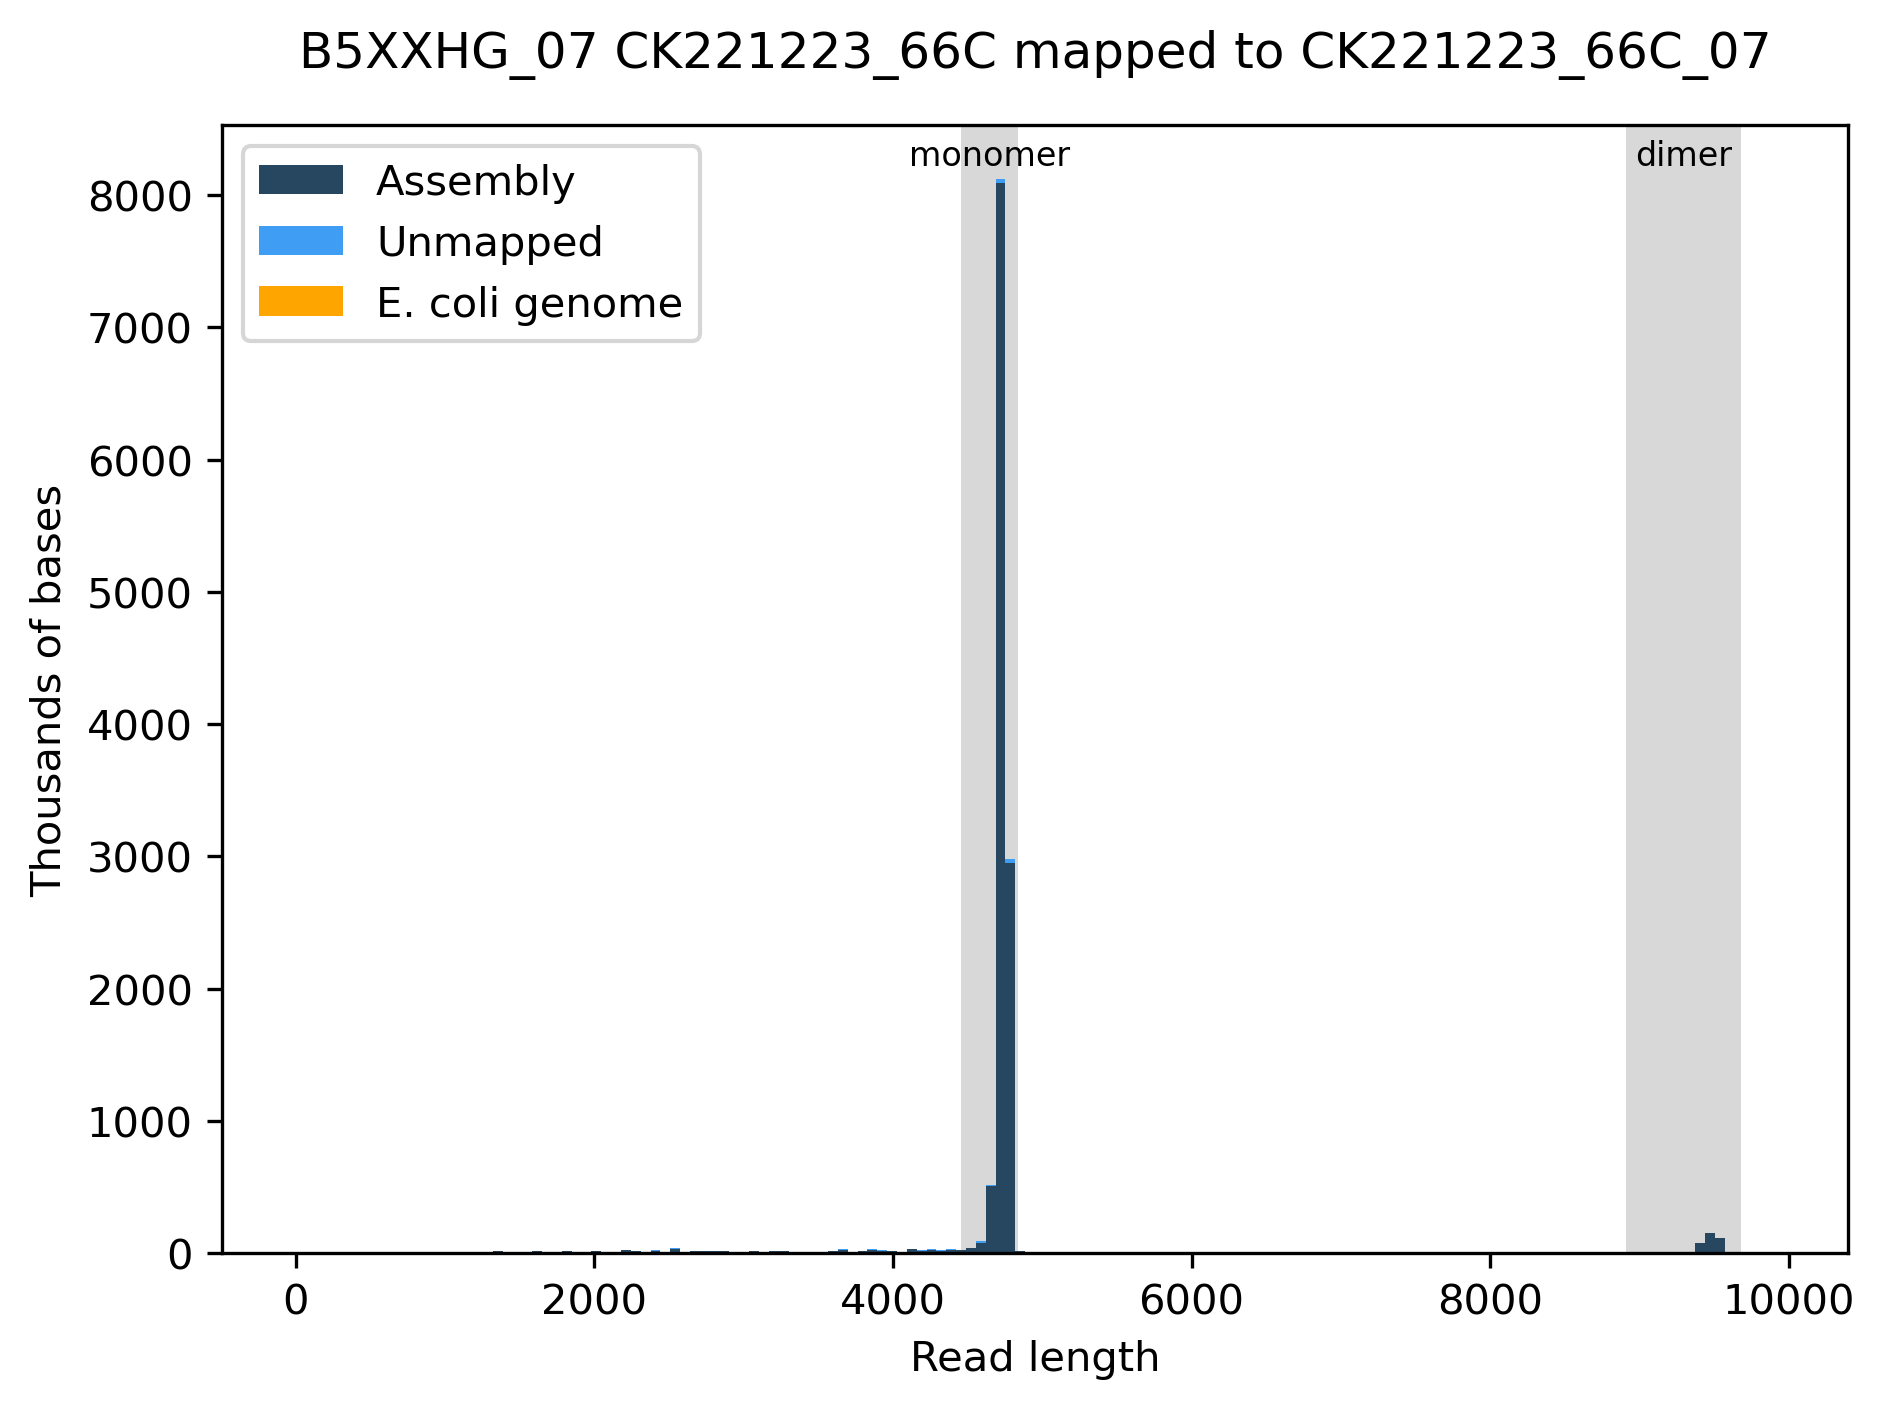 B5XXHG_07 CK221223_66C mapped to CK221223_66C_07
monomer
dimer
Assembly
Unmapped
E. coli genome
8000
7000
6000
5000
4000
3000
2000
1000
0
Thousands of bases
0 2000 4000 6000 8000 10000
Read length